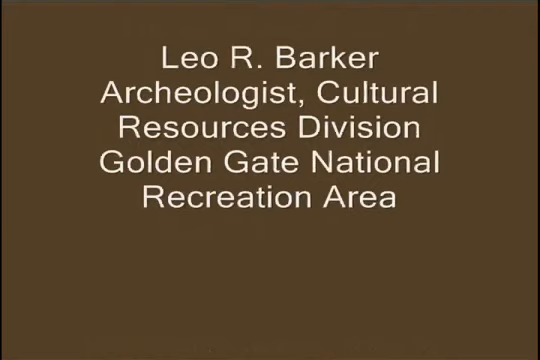 Leo R. Barker
Archeologist, Cultural
Resources Division
Golden Gate National
Recreation Area